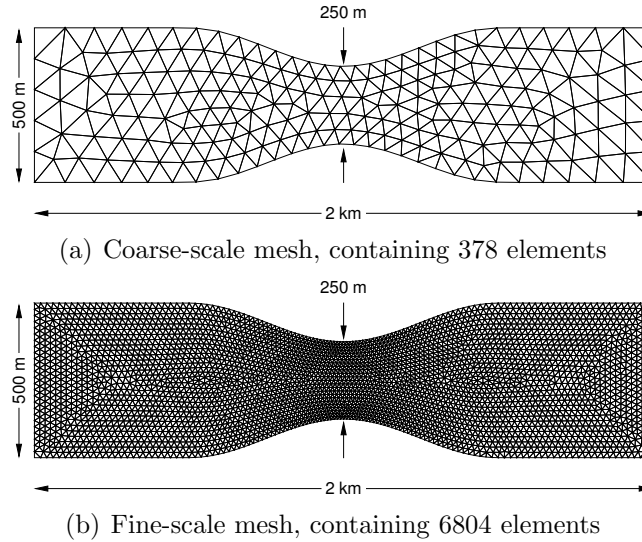 250 m
500 m
2 km
(a) Coarse-scale mesh, containing 378 elements
250 m
500 m
2 km
(b) Fine-scale mesh, containing 6804 elements